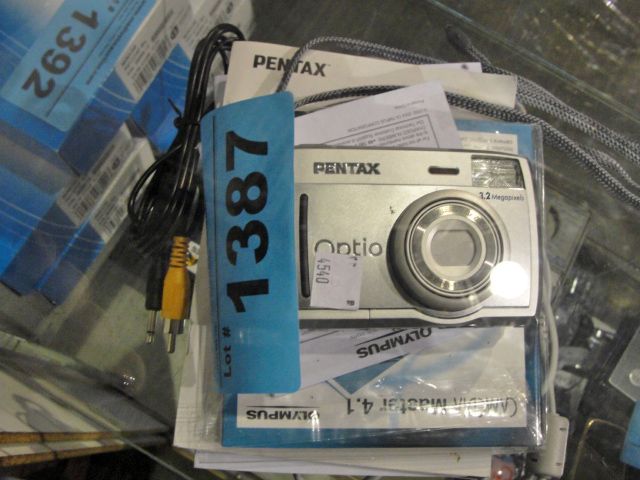 1392
PENTAX
PENTAX
3.2 Megapixels
Lot # 1387
Optio
4540
OLYMPUS
CAMEDIA Master 4.1
OLYMPUS